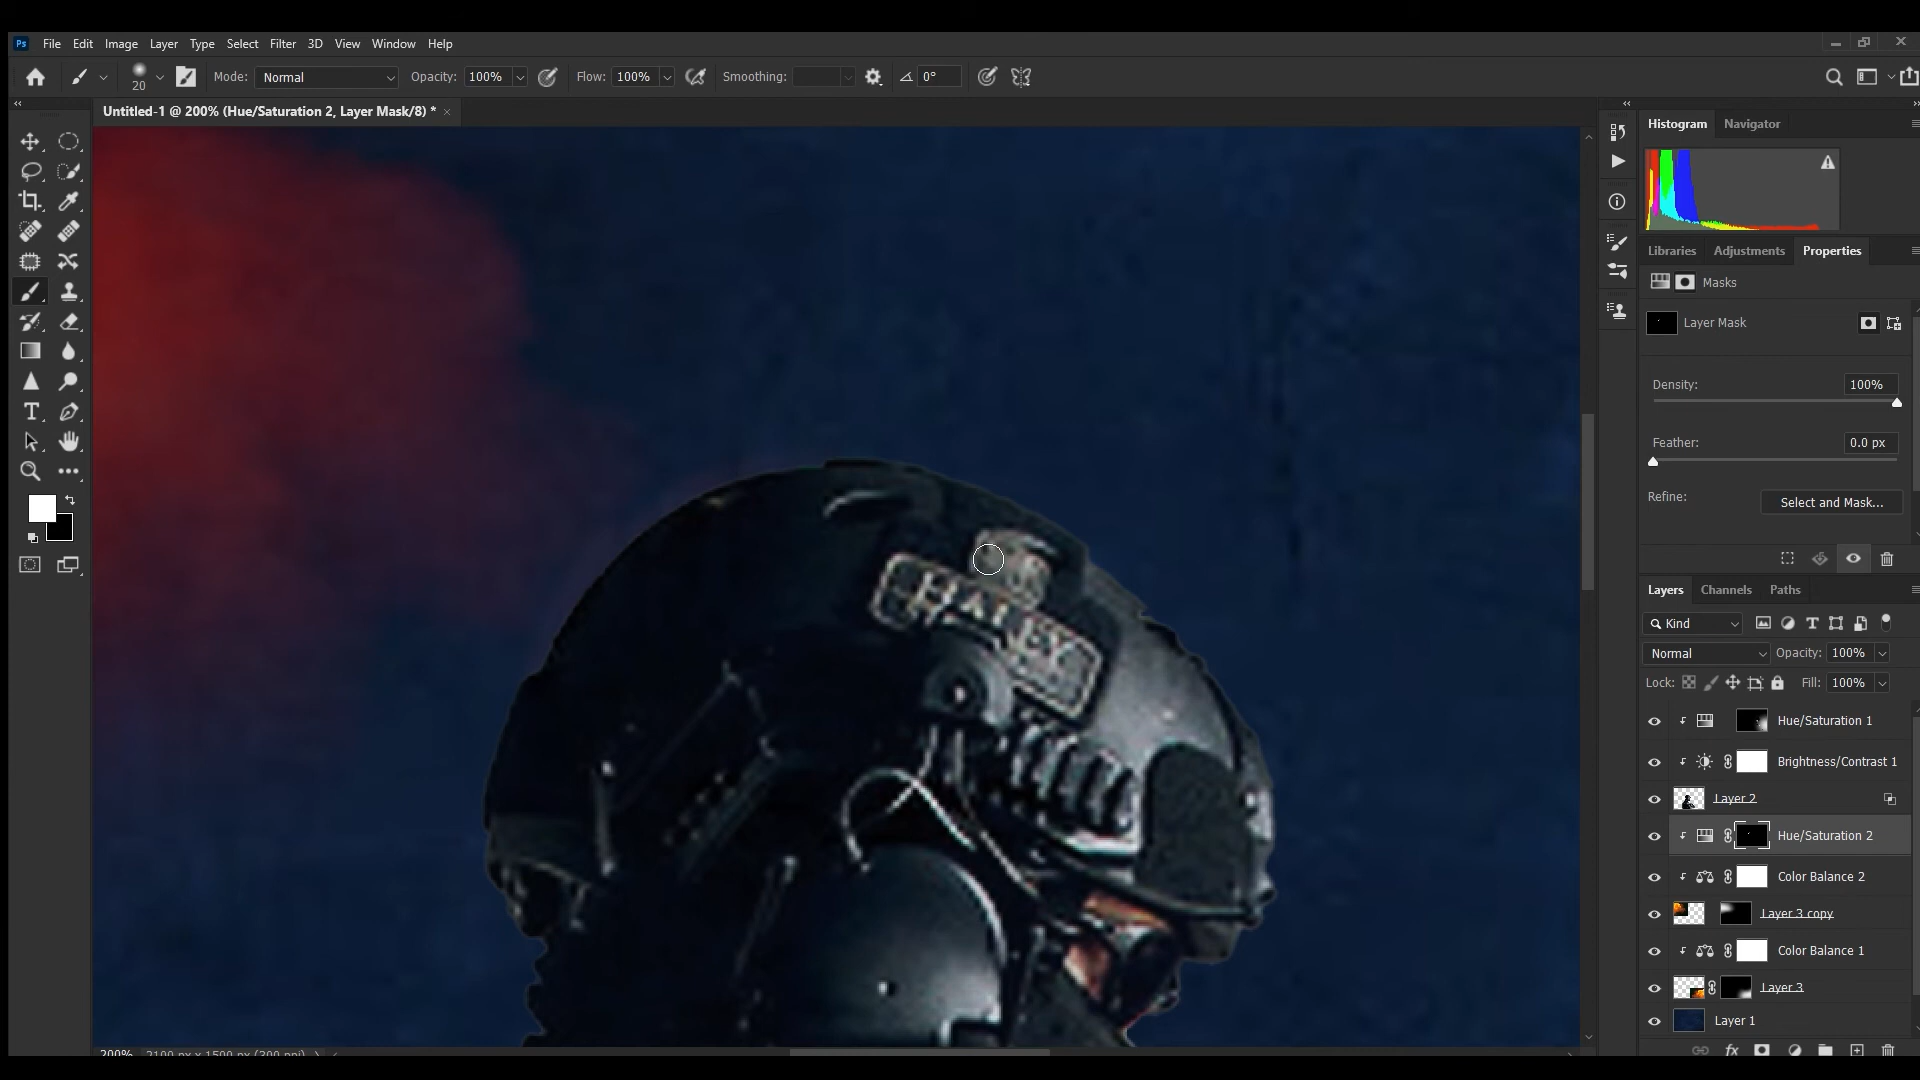 Ps File Edit Image Layer Type Select Filter 3D View Window Help
20 Mode: Normal Opacity: 100% Flow: 100% Smoothing: 0°
Untitled-1 @ 200% (Hue/Saturation 2, Layer Mask/8) *
Histogram Navigator
Libraries Adjustments Properties
Masks
Layer Mask
Density: 100%
Feather: 0.0 px
Refine: Select and Mask...
Layers Channels Paths
Kind
Normal Opacity: 100%
Lock: Fill: 100%
Hue/Saturation 1
Brightness/Contrast 1
Layer 2
Hue/Saturation 2
Color Balance 2
Layer 3 copy
Color Balance 1
Layer 3
Layer 1
fx
200% 2100 px x 1500 px (300 ppi)